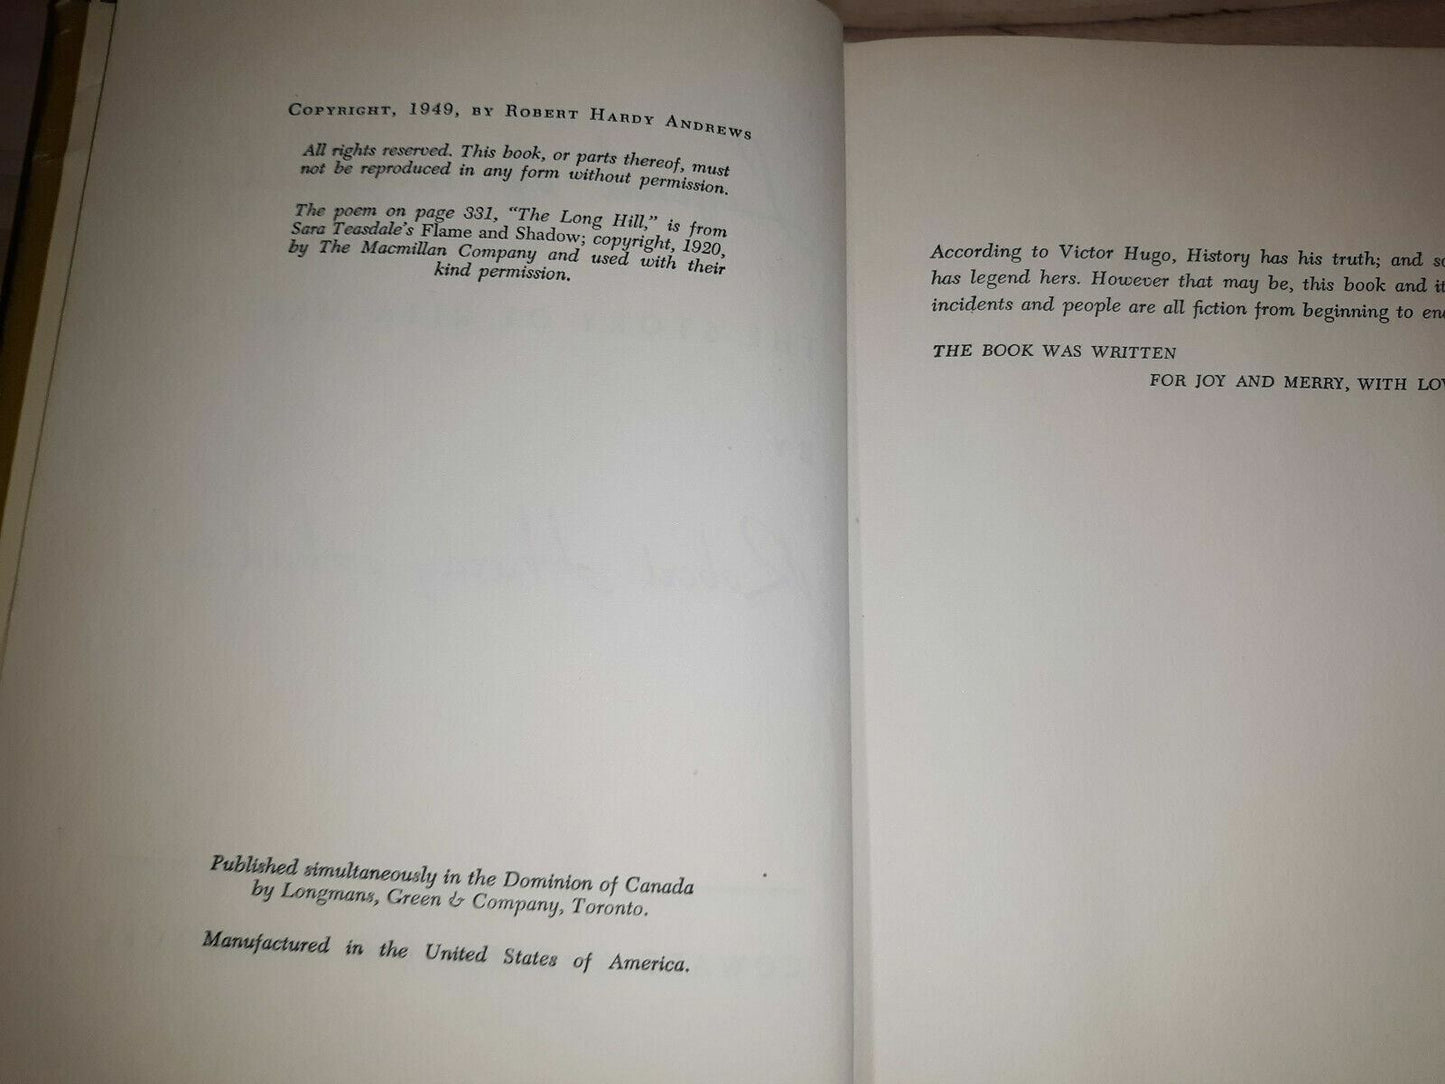 COPYRIGHT, 1949, BY ROBERT HARDY ANDREWS
All rights reserved. This book, or parts thereof, must
not be reproduced in any form without permission.
The poem on page 331, “The Long Hill,” is from
Sara Teasdale's Flame and Shadow; copyright, 1920,
by The Macmillan Company and used with their
kind permission.
Published simultaneously in the Dominion of Canada
by Longmans, Green & Company, Toronto.
Manufactured in the United States of America.
According to Victor Hugo, History has his truth; and
has legend hers. However that may be, this book and
incidents and people are all fiction from beginning to
THE BOOK WAS WRITTEN
FOR JOY AND MERRY, WITH